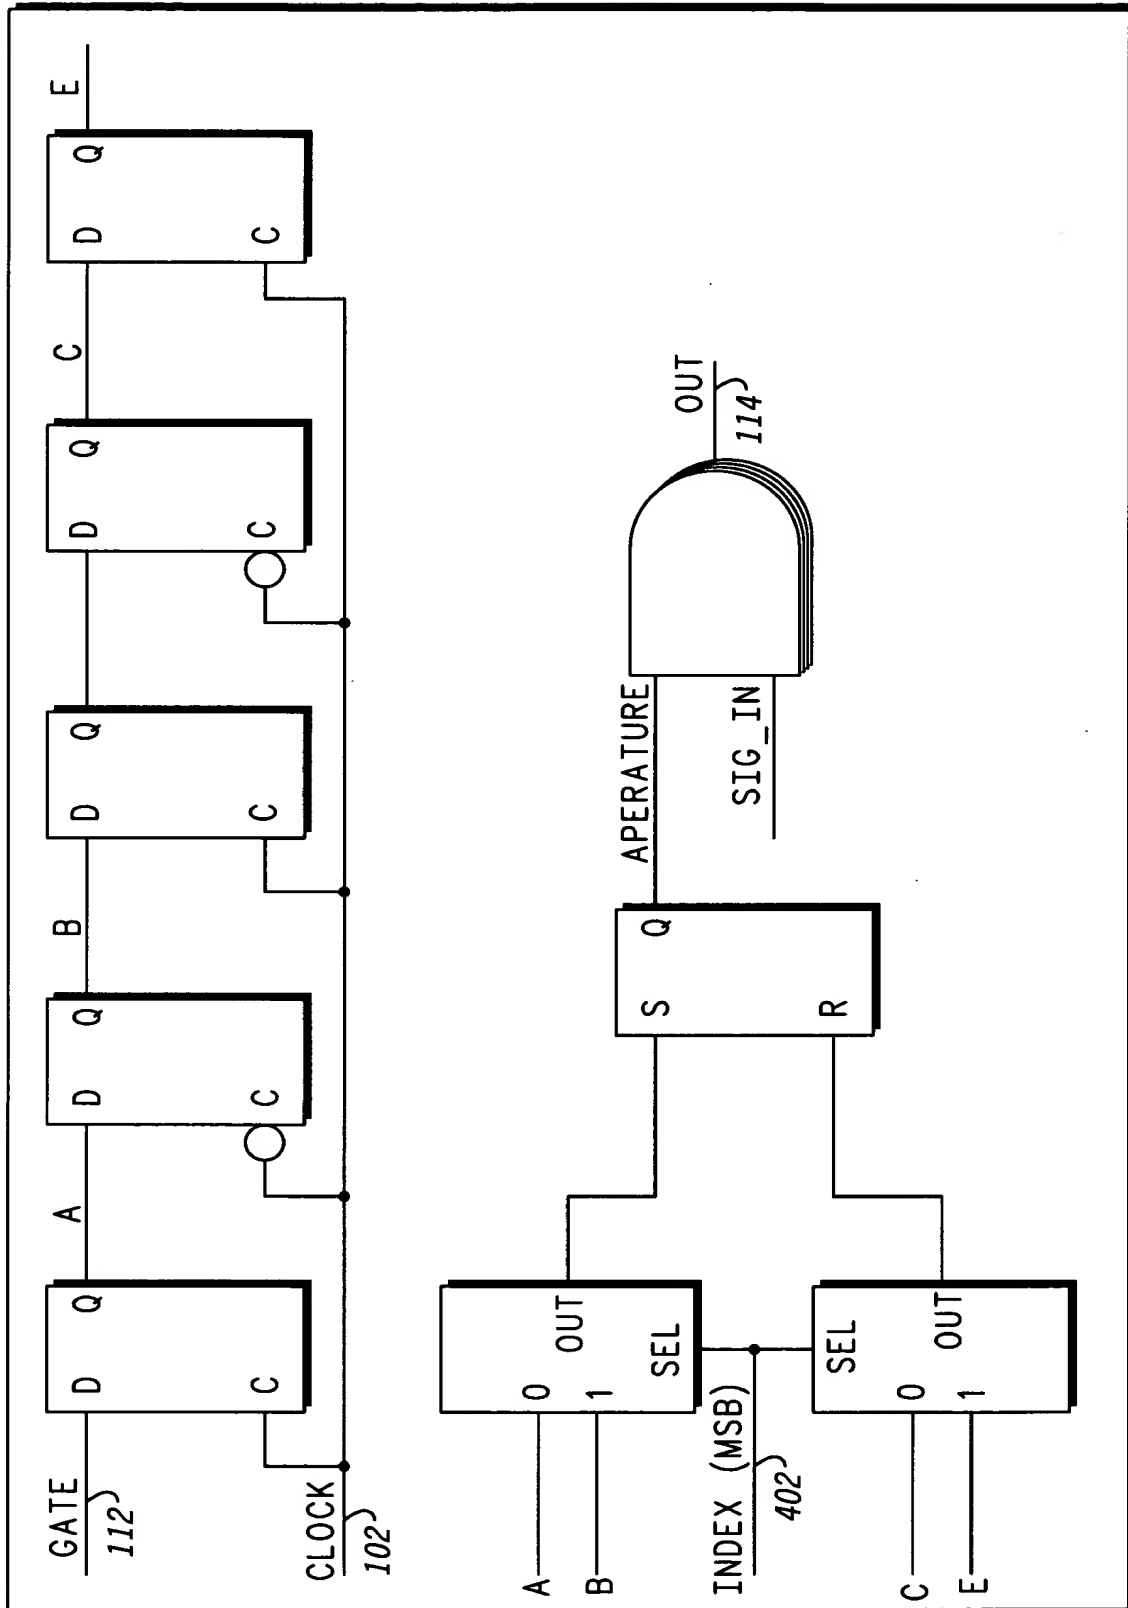 GATE
112
D
Q
C
A
D
Q
C
B
D
Q
C
D
Q
C
C
D
Q
C
E
CLOCK
102
A
B
0
1
OUT
SEL
INDEX (MSB)
402
C
E
SEL
0
1
OUT
S
R
Q
APERATURE
SIG_IN
OUT
114